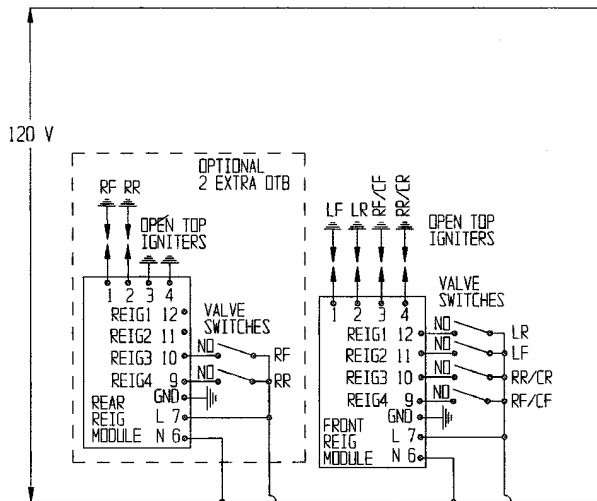 120 V
OPTIONAL
2 EXTRA OTB
RF RR
OPEN TOP
IGNITERS
1 2 3 4
REIG1 12
REIG2 11
REIG3 10
REIG4 9
GND
L 7
N 6
REAR
REIG
MODULE
VALVE
SWITCHES
NO
RF
NO
RR
LF LR RF/CF RR/CR
OPEN TOP
IGNITERS
1 2 3 4
REIG1 12
REIG2 11
REIG3 10
REIG4 9
GND
L 7
N 6
FRONT
REIG
MODULE
VALVE
SWITCHES
NO
LR
NO
LF
NO
RR/CR
NO
RF/CF